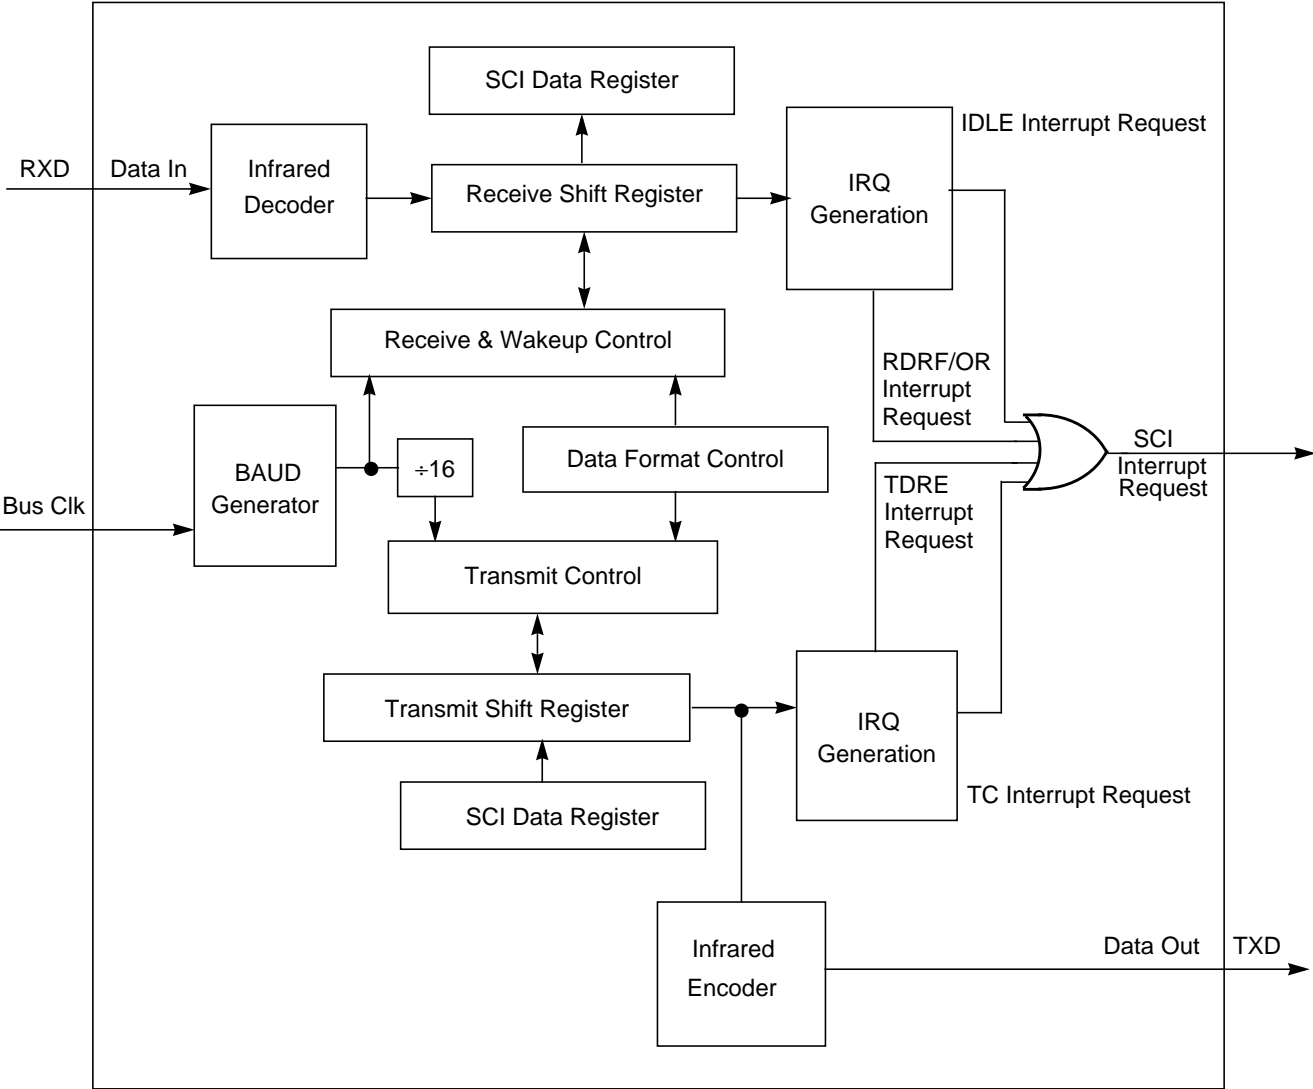 SCI Data Register
IDLE Interrupt Request
RXD
Data In
Infrared
Decoder
Receive Shift Register
IRQ
Generation
Receive & Wakeup Control
RDRF/OR
Interrupt
Request
BAUD
Generator
÷16
Data Format Control
SCI
Interrupt
Request
Bus Clk
TDRE
Interrupt
Request
Transmit Control
Transmit Shift Register
IRQ
Generation
TC Interrupt Request
SCI Data Register
Infrared
Encoder
Data Out
TXD